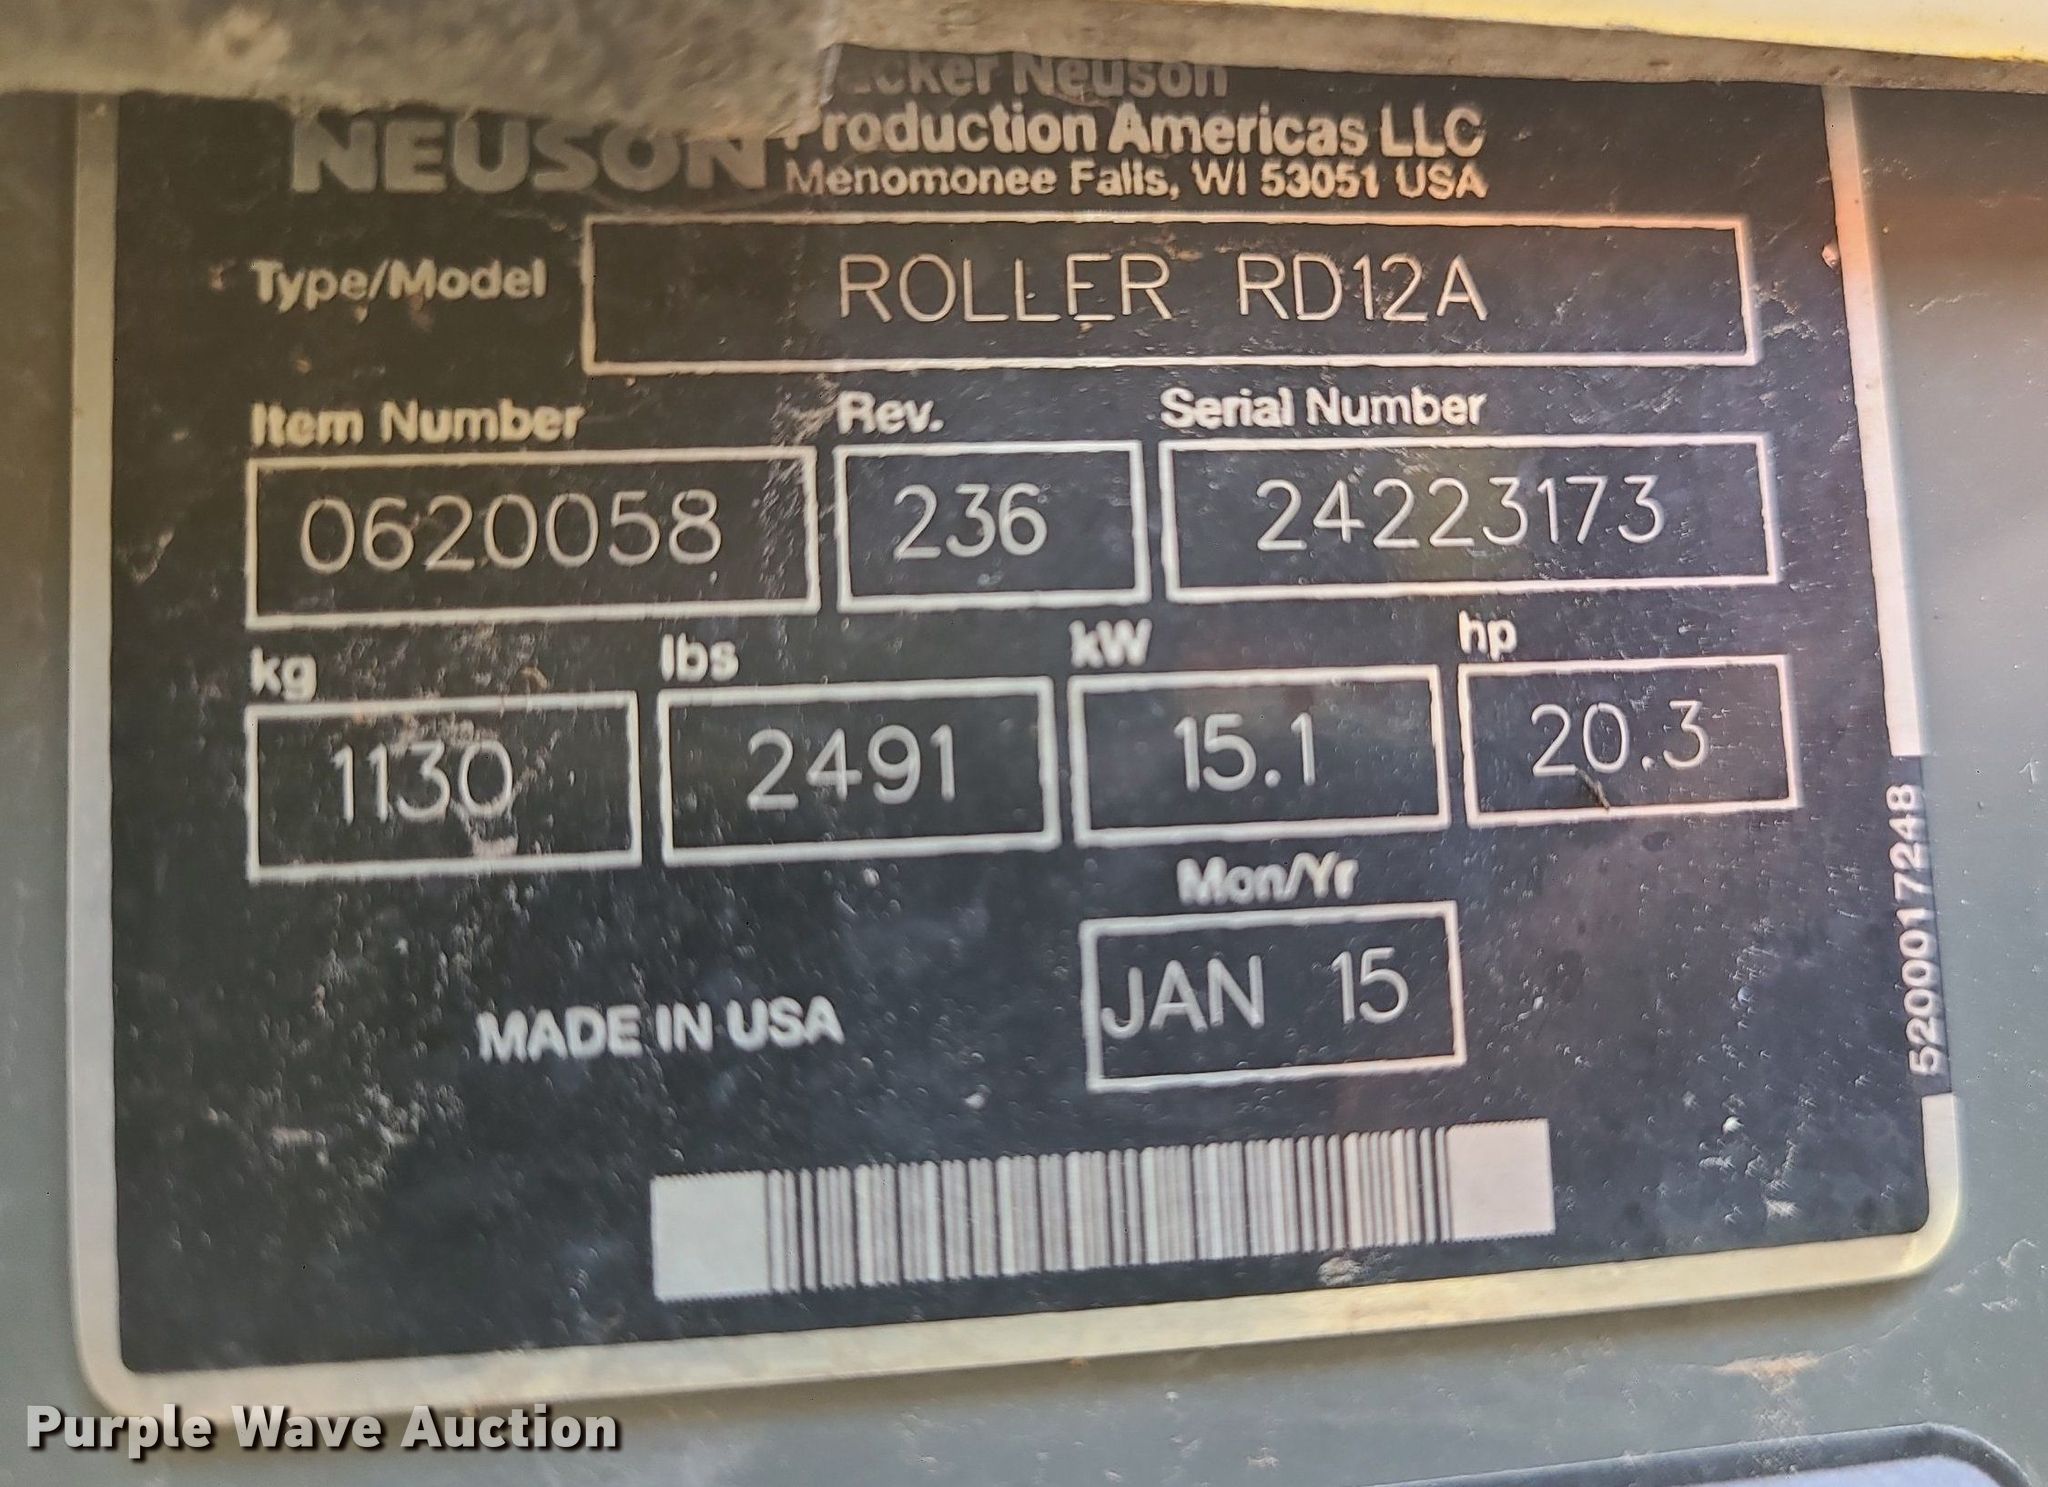 Neuson
NEUSON Production Americas LLC
Menomonee Falls, WI 53051 USA
Type/Model ROLLER RD12A
Item Number Rev. Serial Number
0620058 236 24223173
kg lbs kW hp
1130 2491 15.1 20.3
Mon/Yr
MADE IN USA JAN 15
5200017248
Purple Wave Auction